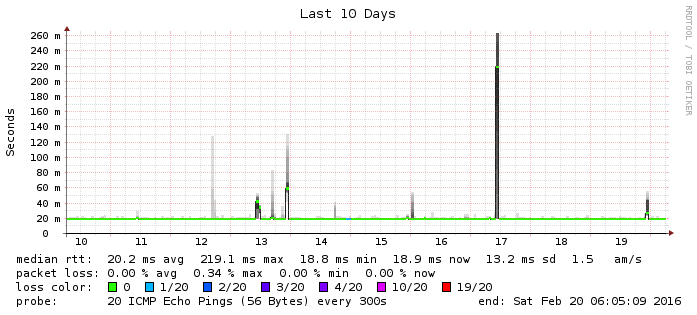 Last 10 Days
RRDTOOL / TOBI OETIKER
Seconds
260 m
240 m
220 m
200 m
180 m
160 m
140 m
120 m
100 m
80 m
60 m
40 m
20 m
0
10 11 12 13 14 15 16 17 18 19
median rtt: 20.2 ms avg 219.1 ms max 18.8 ms min 18.9 ms now 13.2 ms sd 1.5 am/s
packet loss: 0.00 % avg 0.34 % max 0.00 % min 0.00 % now
loss color: 0 1/20 2/20 3/20 4/20 10/20 19/20
probe: 20 ICMP Echo Pings (56 Bytes) every 300s end: Sat Feb 20 06:05:09 2016